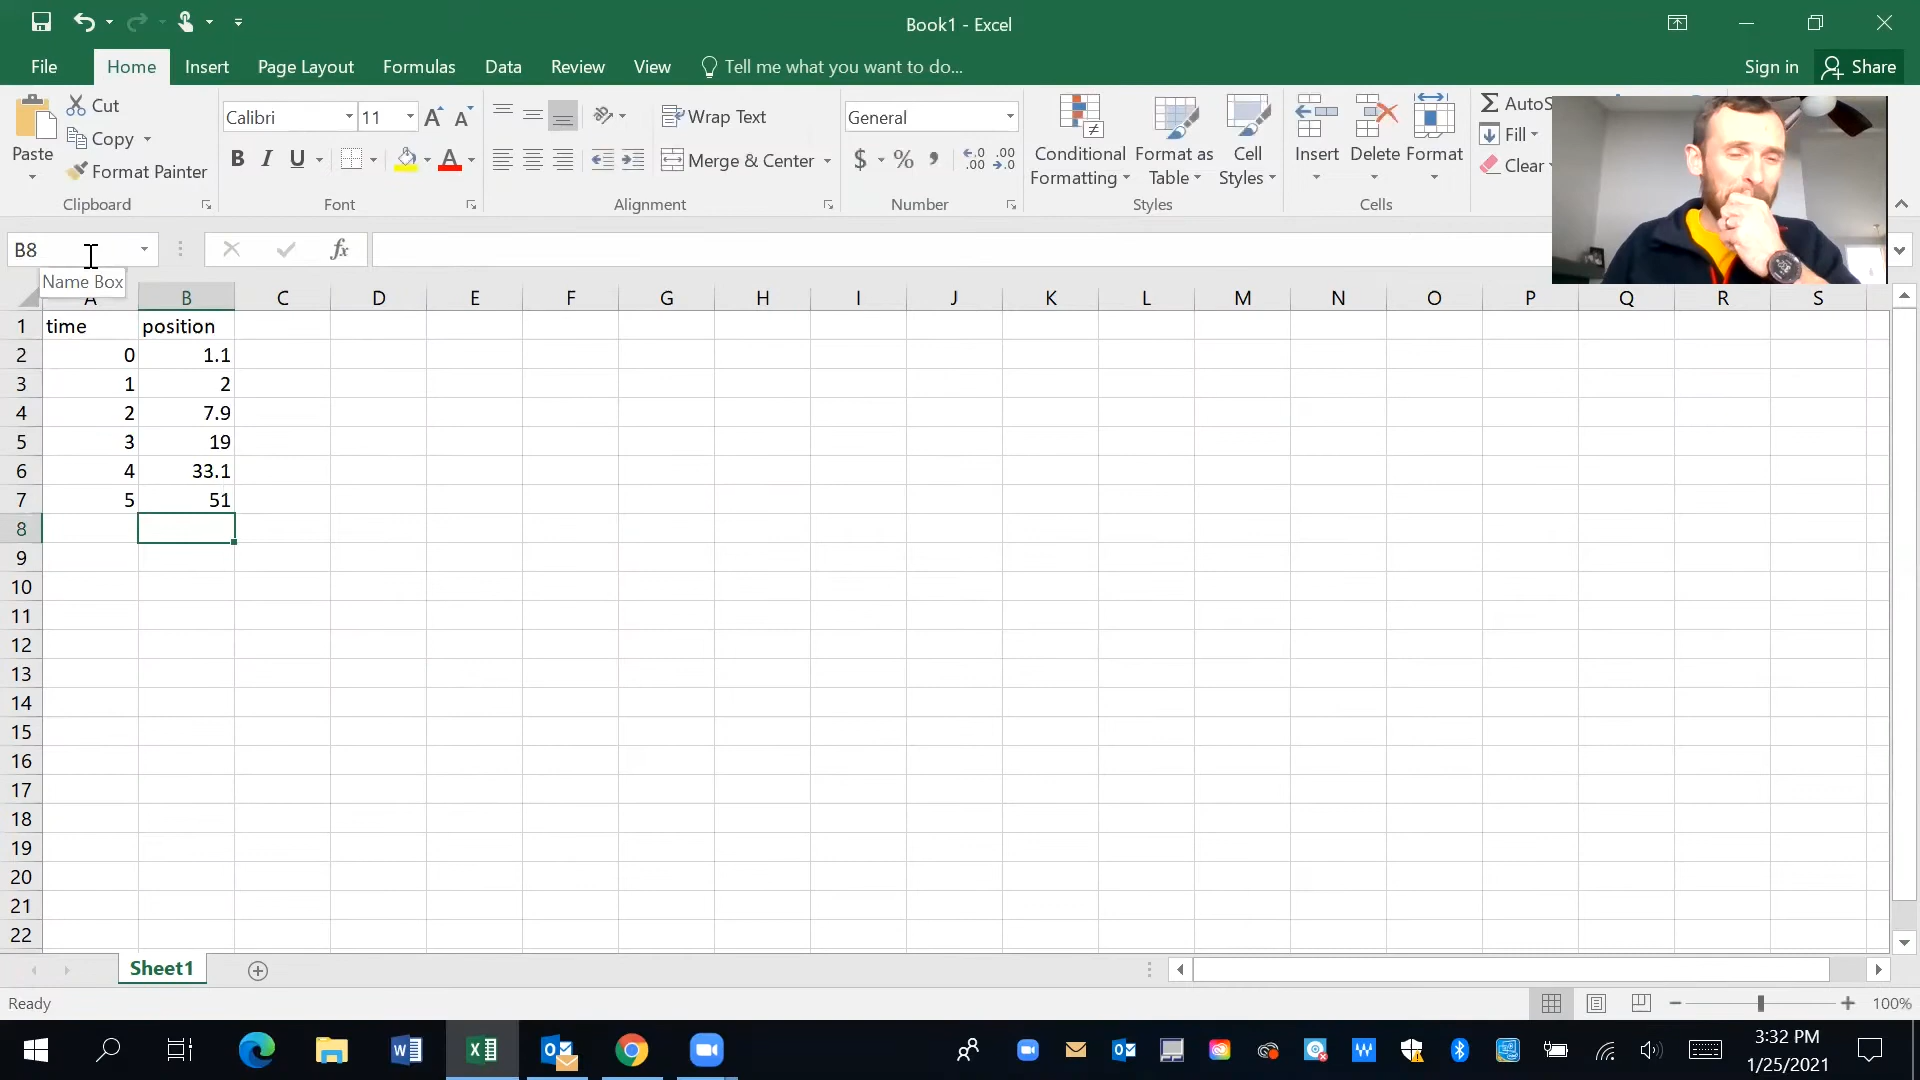 Book1 - Excel
File Home Insert Page Layout Formulas Data Review View Tell me what you want to do... Sign in Share
Paste
Cut
Copy
Format Painter
Clipboard
Calibri 11
B I U A
Font
Wrap Text
Merge & Center
Alignment
General
$ % , .00 .00
Number
Conditional Formatting
Format as Table
Cell Styles
Styles
Insert Delete Format
Cells
Σ AutoS
Fill
Clear
B8 fx
Name Box
A B C D E F G H I J K L M N O P Q R S
1 time position
2 0 1.1
3 1 2
4 2 7.9
5 3 19
6 4 33.1
7 5 51
8
9
10
11
12
13
14
15
16
17
18
19
20
21
22
Sheet1
Ready 100%
3:32 PM
1/25/2021